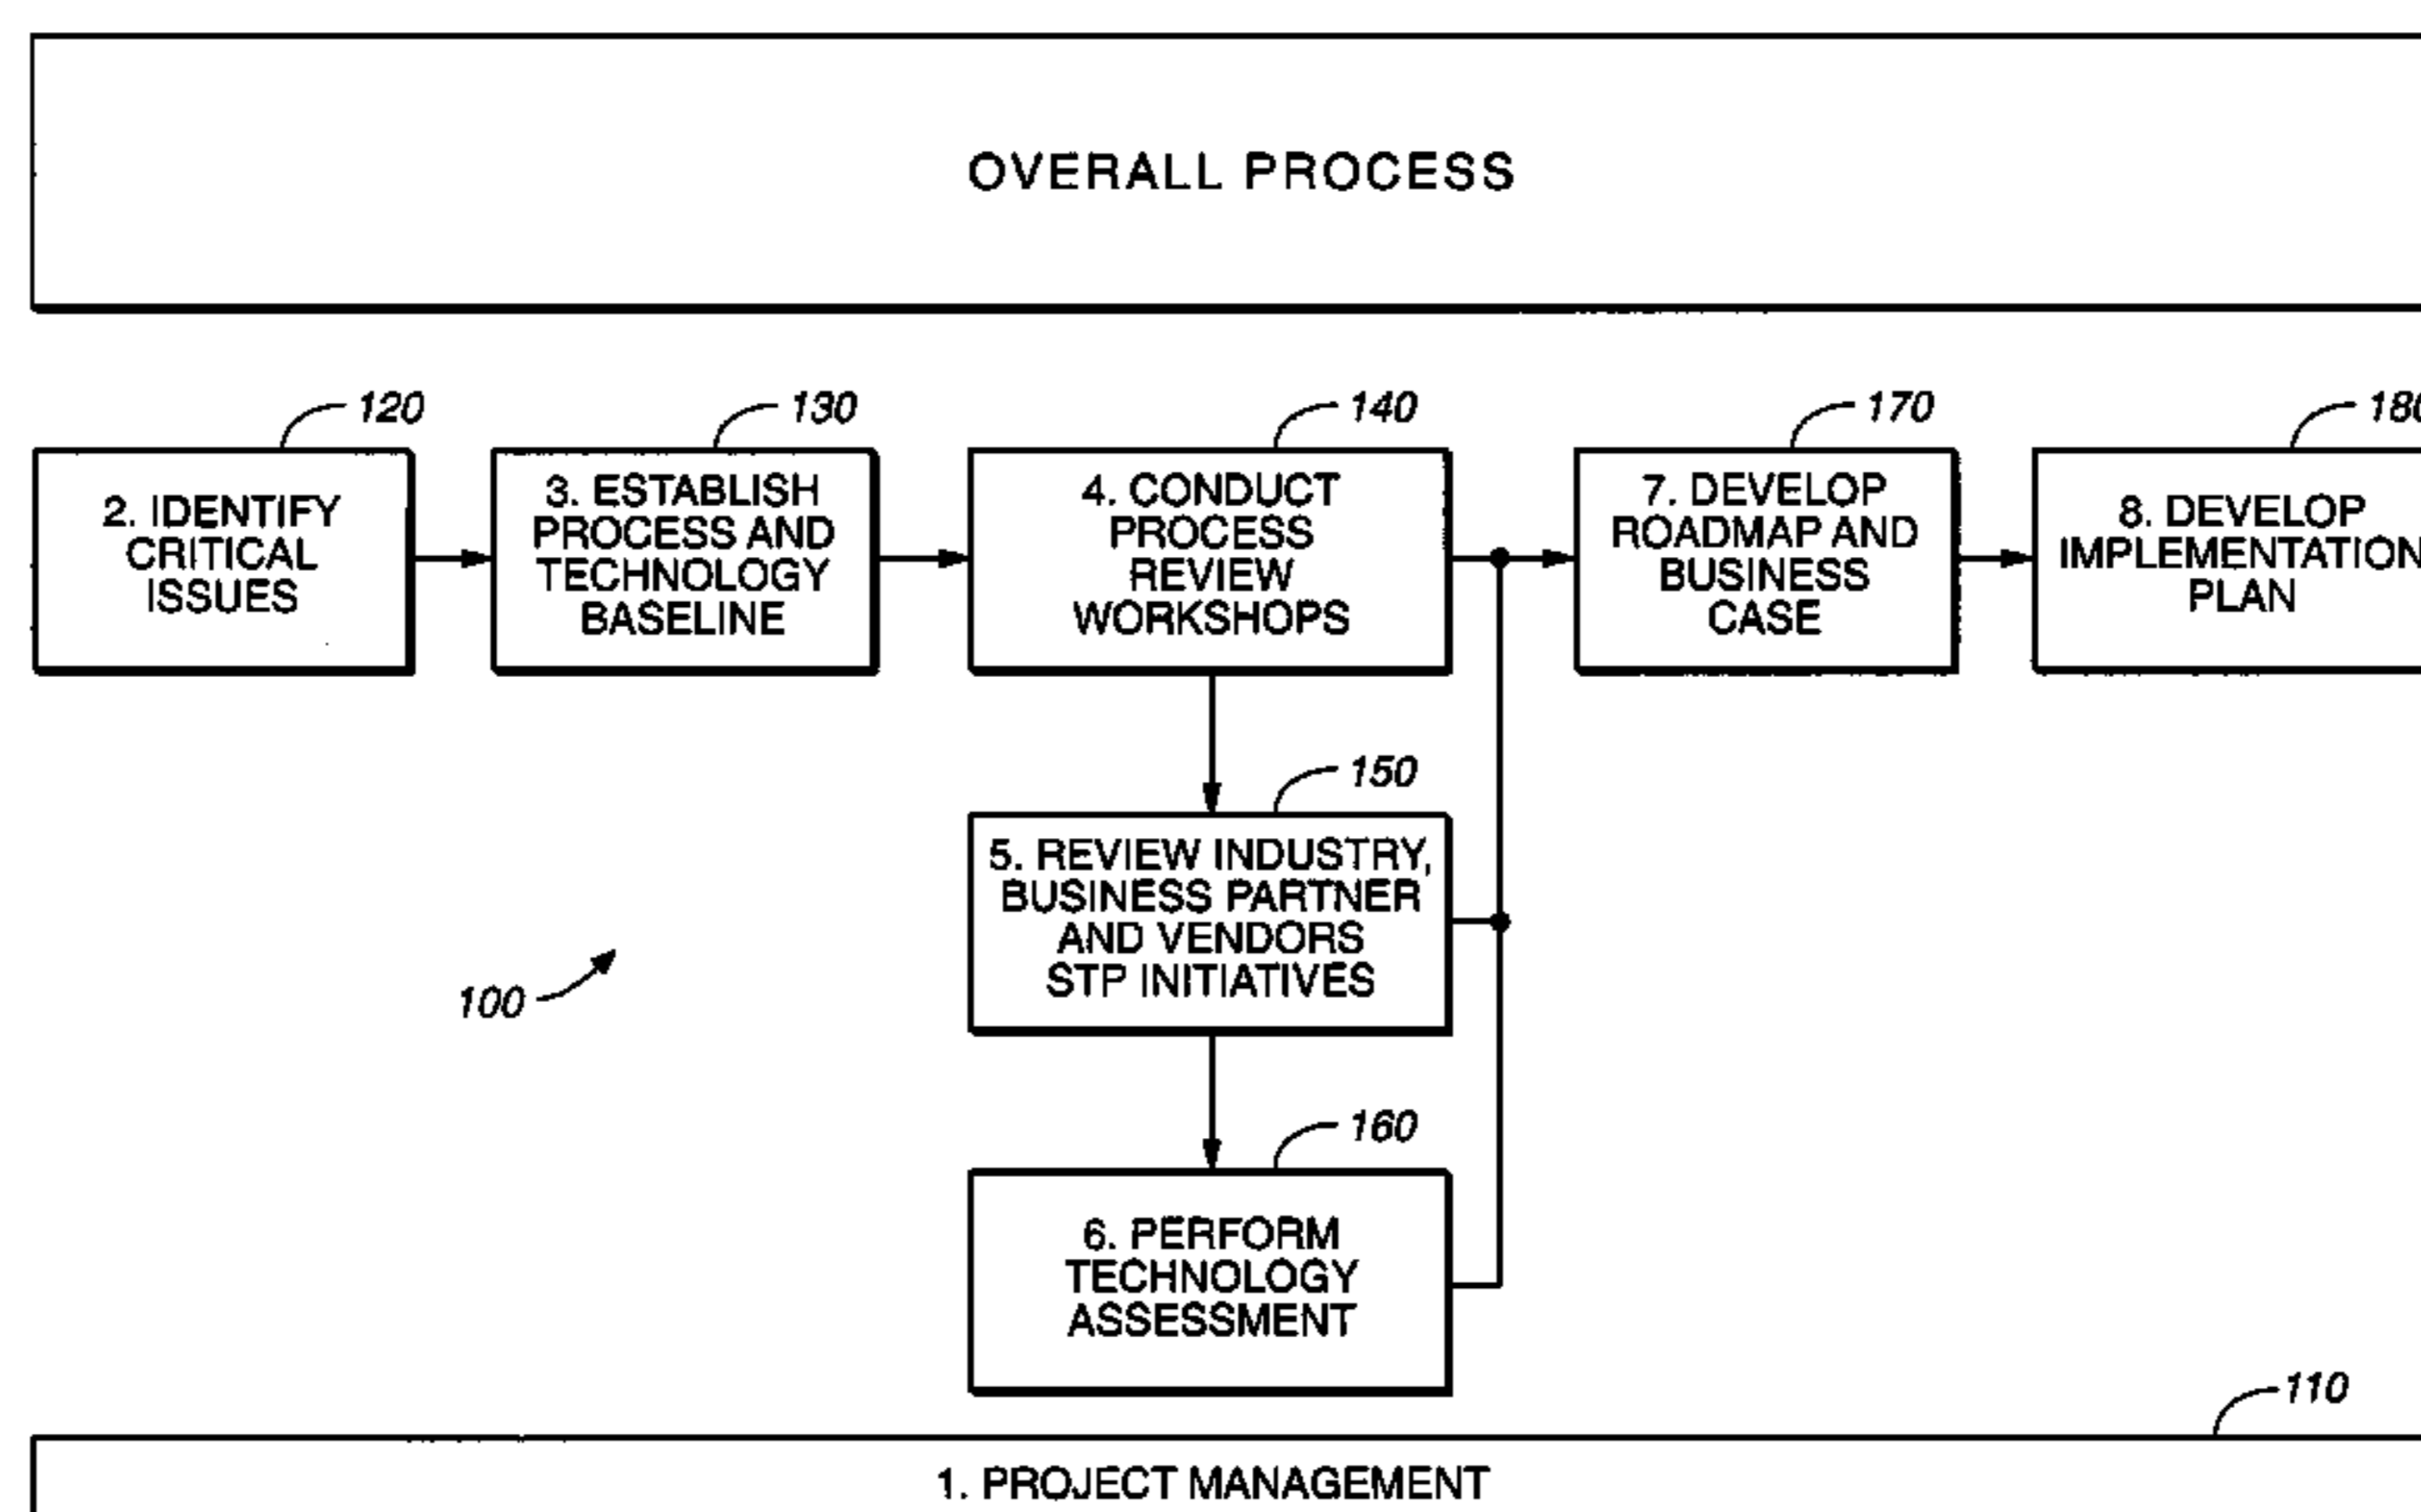 OVERALL PROCESS
120
130
140
170
180
2. IDENTIFY
CRITICAL
ISSUES
3. ESTABLISH
PROCESS AND
TECHNOLOGY
BASELINE
4. CONDUCT
PROCESS
REVIEW
WORKSHOPS
7. DEVELOP
ROADMAP AND
BUSINESS
CASE
8. DEVELOP
IMPLEMENTATION
PLAN
150
5. REVIEW INDUSTRY,
BUSINESS PARTNER
AND VENDORS
STP INITIATIVES
100
160
6. PERFORM
TECHNOLOGY
ASSESSMENT
110
1. PROJECT MANAGEMENT